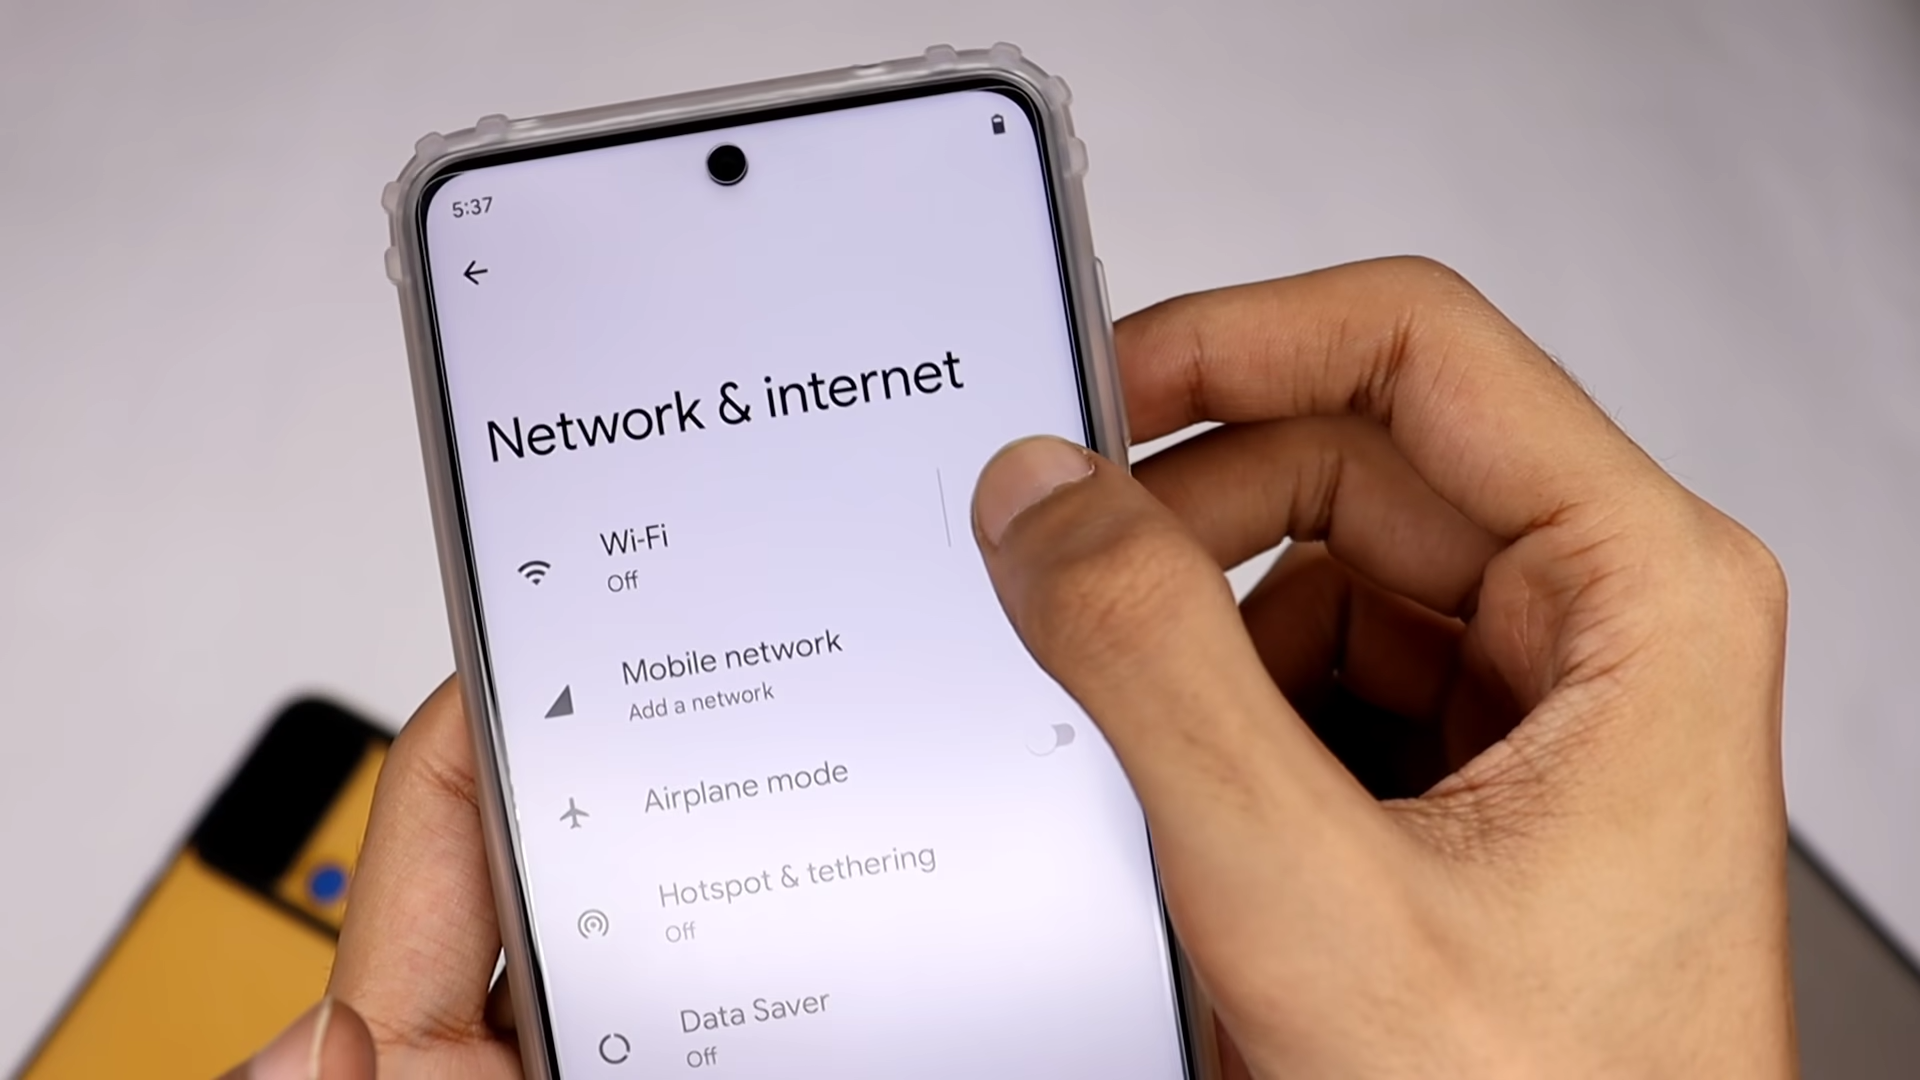 5:37
Network & internet
Wi-Fi
Off
Mobile network
Add a network
Airplane mode
Hotspot & tethering
Off
Data Saver
Off